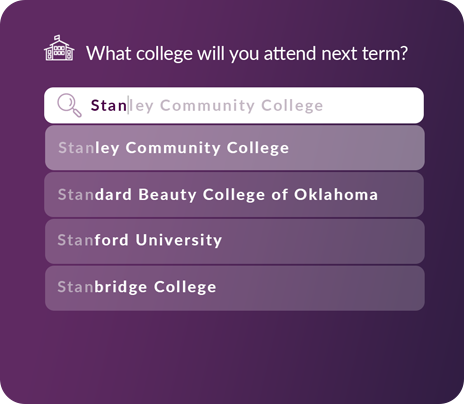 What college will you attend next term?
Stanley Community College
Stanley Community College
Standard Beauty College of Oklahoma
Stanford University
Stanbridge College